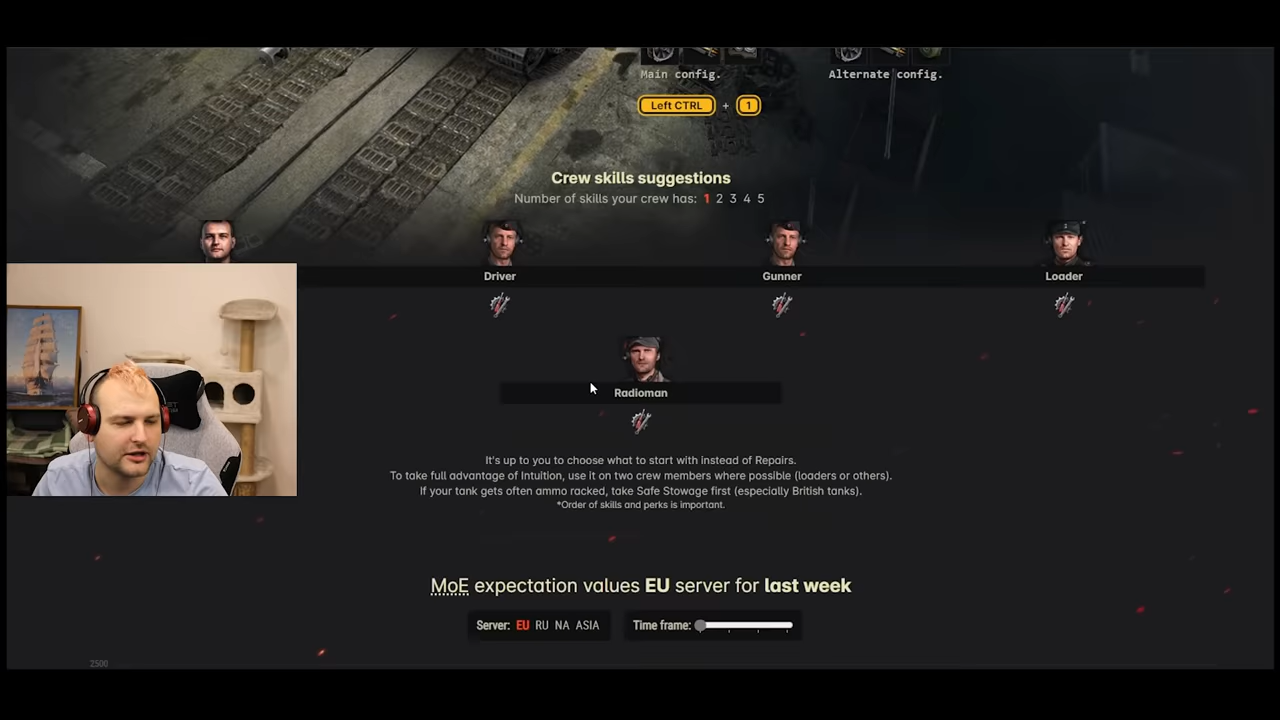 Main config.
Alternate config.
Left CTRL + 1
Crew skills suggestions
Number of skills your crew has: 1 2 3 4 5
Driver
Gunner
Loader
Radioman
It's up to you to choose what to start with instead of Repairs.
To take full advantage of Intuition, use it on two crew members where possible (loaders or others).
If your tank gets often ammo racked, take Safe Stowage first (especially British tanks).
*Order of skills and perks is important.
MoE expectation values EU server for last week
Server: EU RU NA ASIA
Time frame:
2500